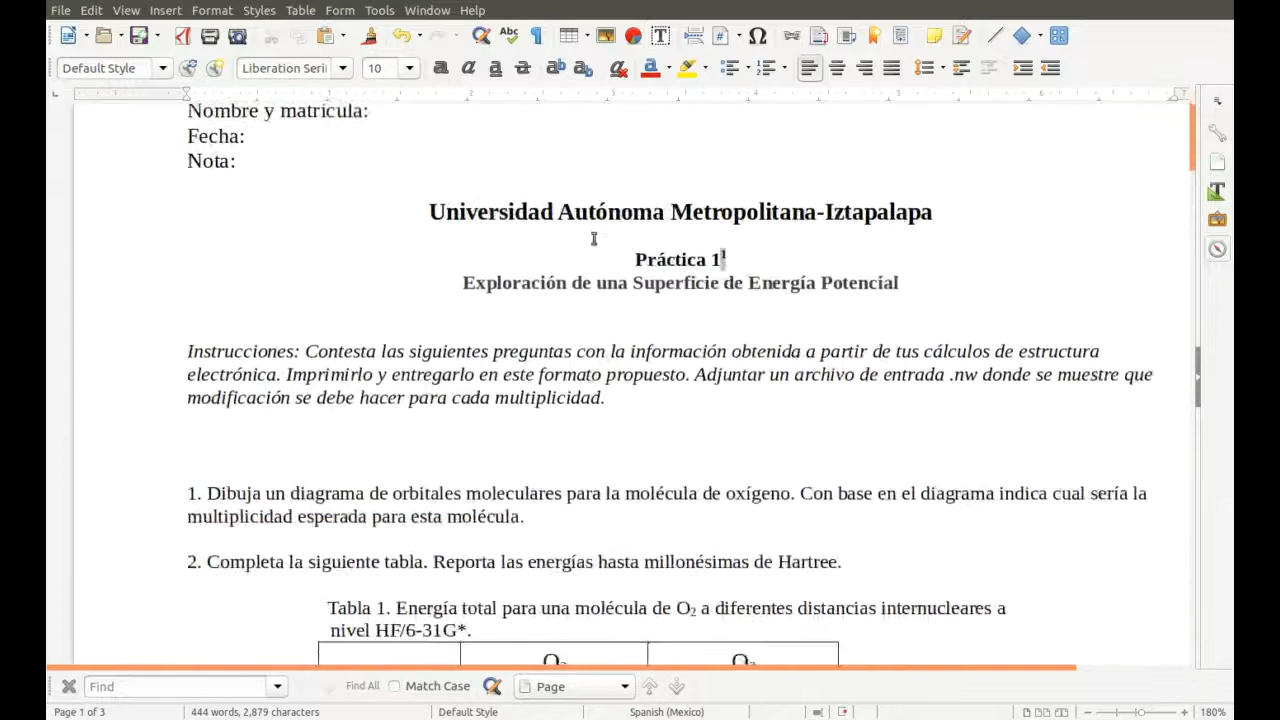 File Edit View Insert Format Styles Table Form Tools Window Help
Default Style Liberation Seri 10
Nombre y matrícula:
Fecha:
Nota:
Universidad Autónoma Metropolitana-Iztapalapa
Práctica 1¹
Exploración de una Superficie de Energía Potencial
Instrucciones: Contesta las siguientes preguntas con la información obtenida a partir de tus cálculos de estructura
electrónica. Imprimirlo y entregarlo en este formato propuesto. Adjuntar un archivo de entrada .nw donde se muestre que
modificación se debe hacer para cada multiplicidad.
1. Dibuja un diagrama de orbitales moleculares para la molécula de oxígeno. Con base en el diagrama indica cual sería la
multiplicidad esperada para esta molécula.
2. Completa la siguiente tabla. Reporta las energías hasta millonésimas de Hartree.
Tabla 1. Energía total para una molécula de O₂ a diferentes distancias internucleares a
nivel HF/6-31G*.
O₂ O₂
Find Find All Match Case Page
Page 1 of 3 444 words, 2,879 characters Default Style Spanish (Mexico) 180%